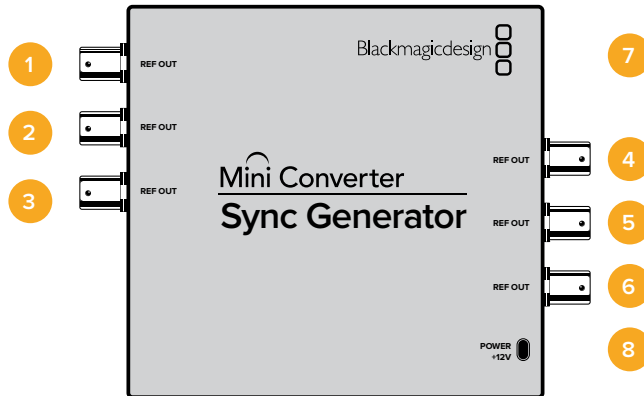 1
REF OUT
2
REF OUT
3
REF OUT
Blackmagicdesign
7
Mini Converter
Sync Generator
REF OUT
4
REF OUT
5
REF OUT
6
POWER
+12V
8